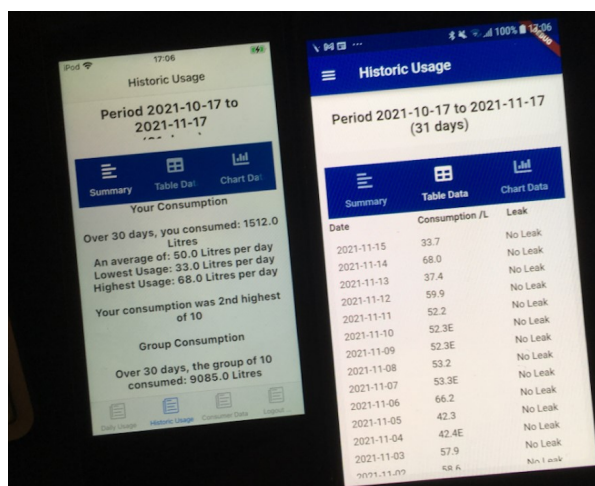 iPod
17:06
Historic Usage
Period 2021-10-17 to
2021-11-17
Summary
Table Dat
Chart Dat
Your Consumption
Over 30 days, you consumed: 1512.0
Litres
An average of: 50.0 Litres per day
Lowest Usage: 33.0 Litres per day
Highest Usage: 68.0 Litres per day
Your consumption was 2nd highest
of 10
Group Consumption
Over 30 days, the group of 10
consumed: 9085.0 Litres
Daily Usage
Historic Usage
Consumer Data
Logout
100% 17:06
Historic Usage
Period 2021-10-17 to 2021-11-17
(31 days)
Summary
Table Data
Chart Data
Date Consumption /L Leak
2021-11-15 33.7 No Leak
2021-11-14 68.0 No Leak
2021-11-13 37.4 No Leak
2021-11-12 59.9 No Leak
2021-11-11 52.2 No Leak
2021-11-10 52.3E No Leak
2021-11-09 52.3E No Leak
2021-11-08 53.2 No Leak
2021-11-07 53.3E No Leak
2021-11-06 66.2 No Leak
2021-11-05 42.3 No Leak
2021-11-04 42.4E No Leak
2021-11-03 57.9 No Leak
2021-11-02 58.6 No Leak